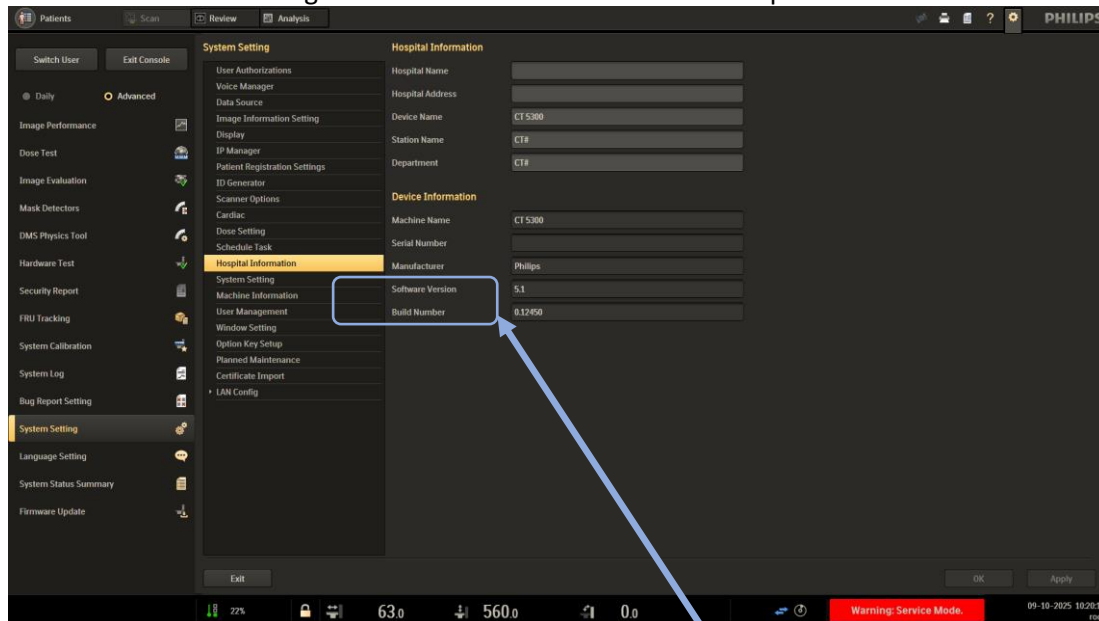 Patients Scan Review Analysis ? PHILIPS
Switch User Exit Console
Daily Advanced
Image Performance
Dose Test
Image Evaluation
Mask Detectors
DMS Physics Tool
Hardware Test
Security Report
FRU Tracking
System Calibration
System Log
Bug Report Setting
System Setting
Language Setting
System Status Summary
Firmware Update
System Setting
User Authorizations
Voice Manager
Data Source
Image Information Setting
Display
IP Manager
Patient Registration Settings
ID Generator
Scanner Options
Cardiac
Dose Setting
Schedule Task
Hospital Information
System Setting
Machine Information
User Management
Window Setting
Option Key Setup
Planned Maintenance
Certificate Import
LAN Config
Hospital Information
Hospital Name
Hospital Address
Device Name CT 5300
Station Name CT#
Department CT#
Device Information
Machine Name CT 5300
Serial Number
Manufacturer Philips
Software Version 5.1
Build Number 0.12450
Exit OK Apply
22% 63.0 560.0 0.0 Warning: Service Mode. 09-10-2025 10:20: